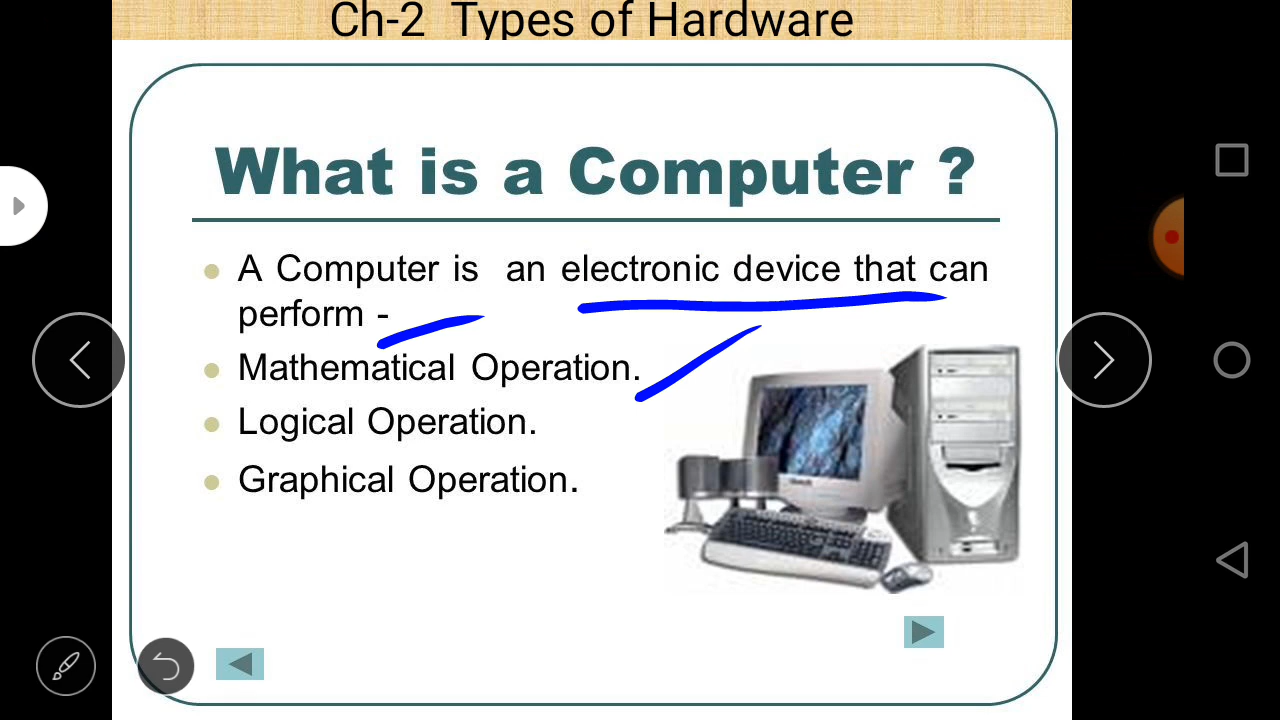 Ch-2 Types of Hardware
What is a Computer ?
A Computer is an electronic device that can
perform -
Mathematical Operation.
Logical Operation.
Graphical Operation.